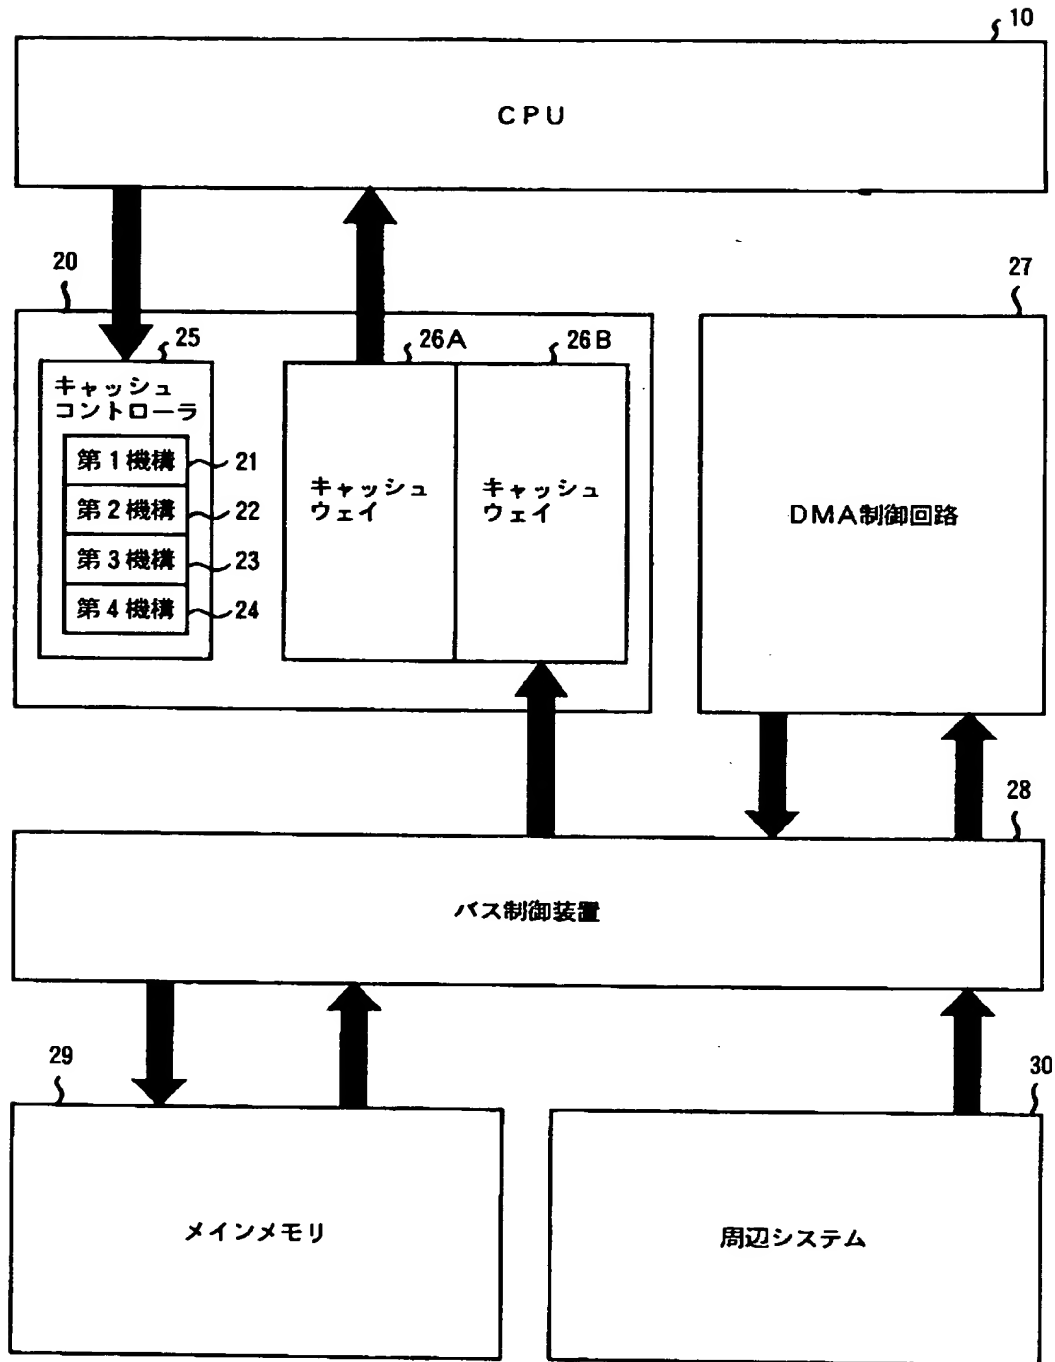 10
CPU
20
27
25
26A
26B
キャッシュ
コントローラ
第1機構
21
第2機構
22
第3機構
23
第4機構
24
キャッシュ
ウェイ
キャッシュ
ウェイ
DMA制御回路
28
バス制御装置
29
30
メインメモリ
周辺システム